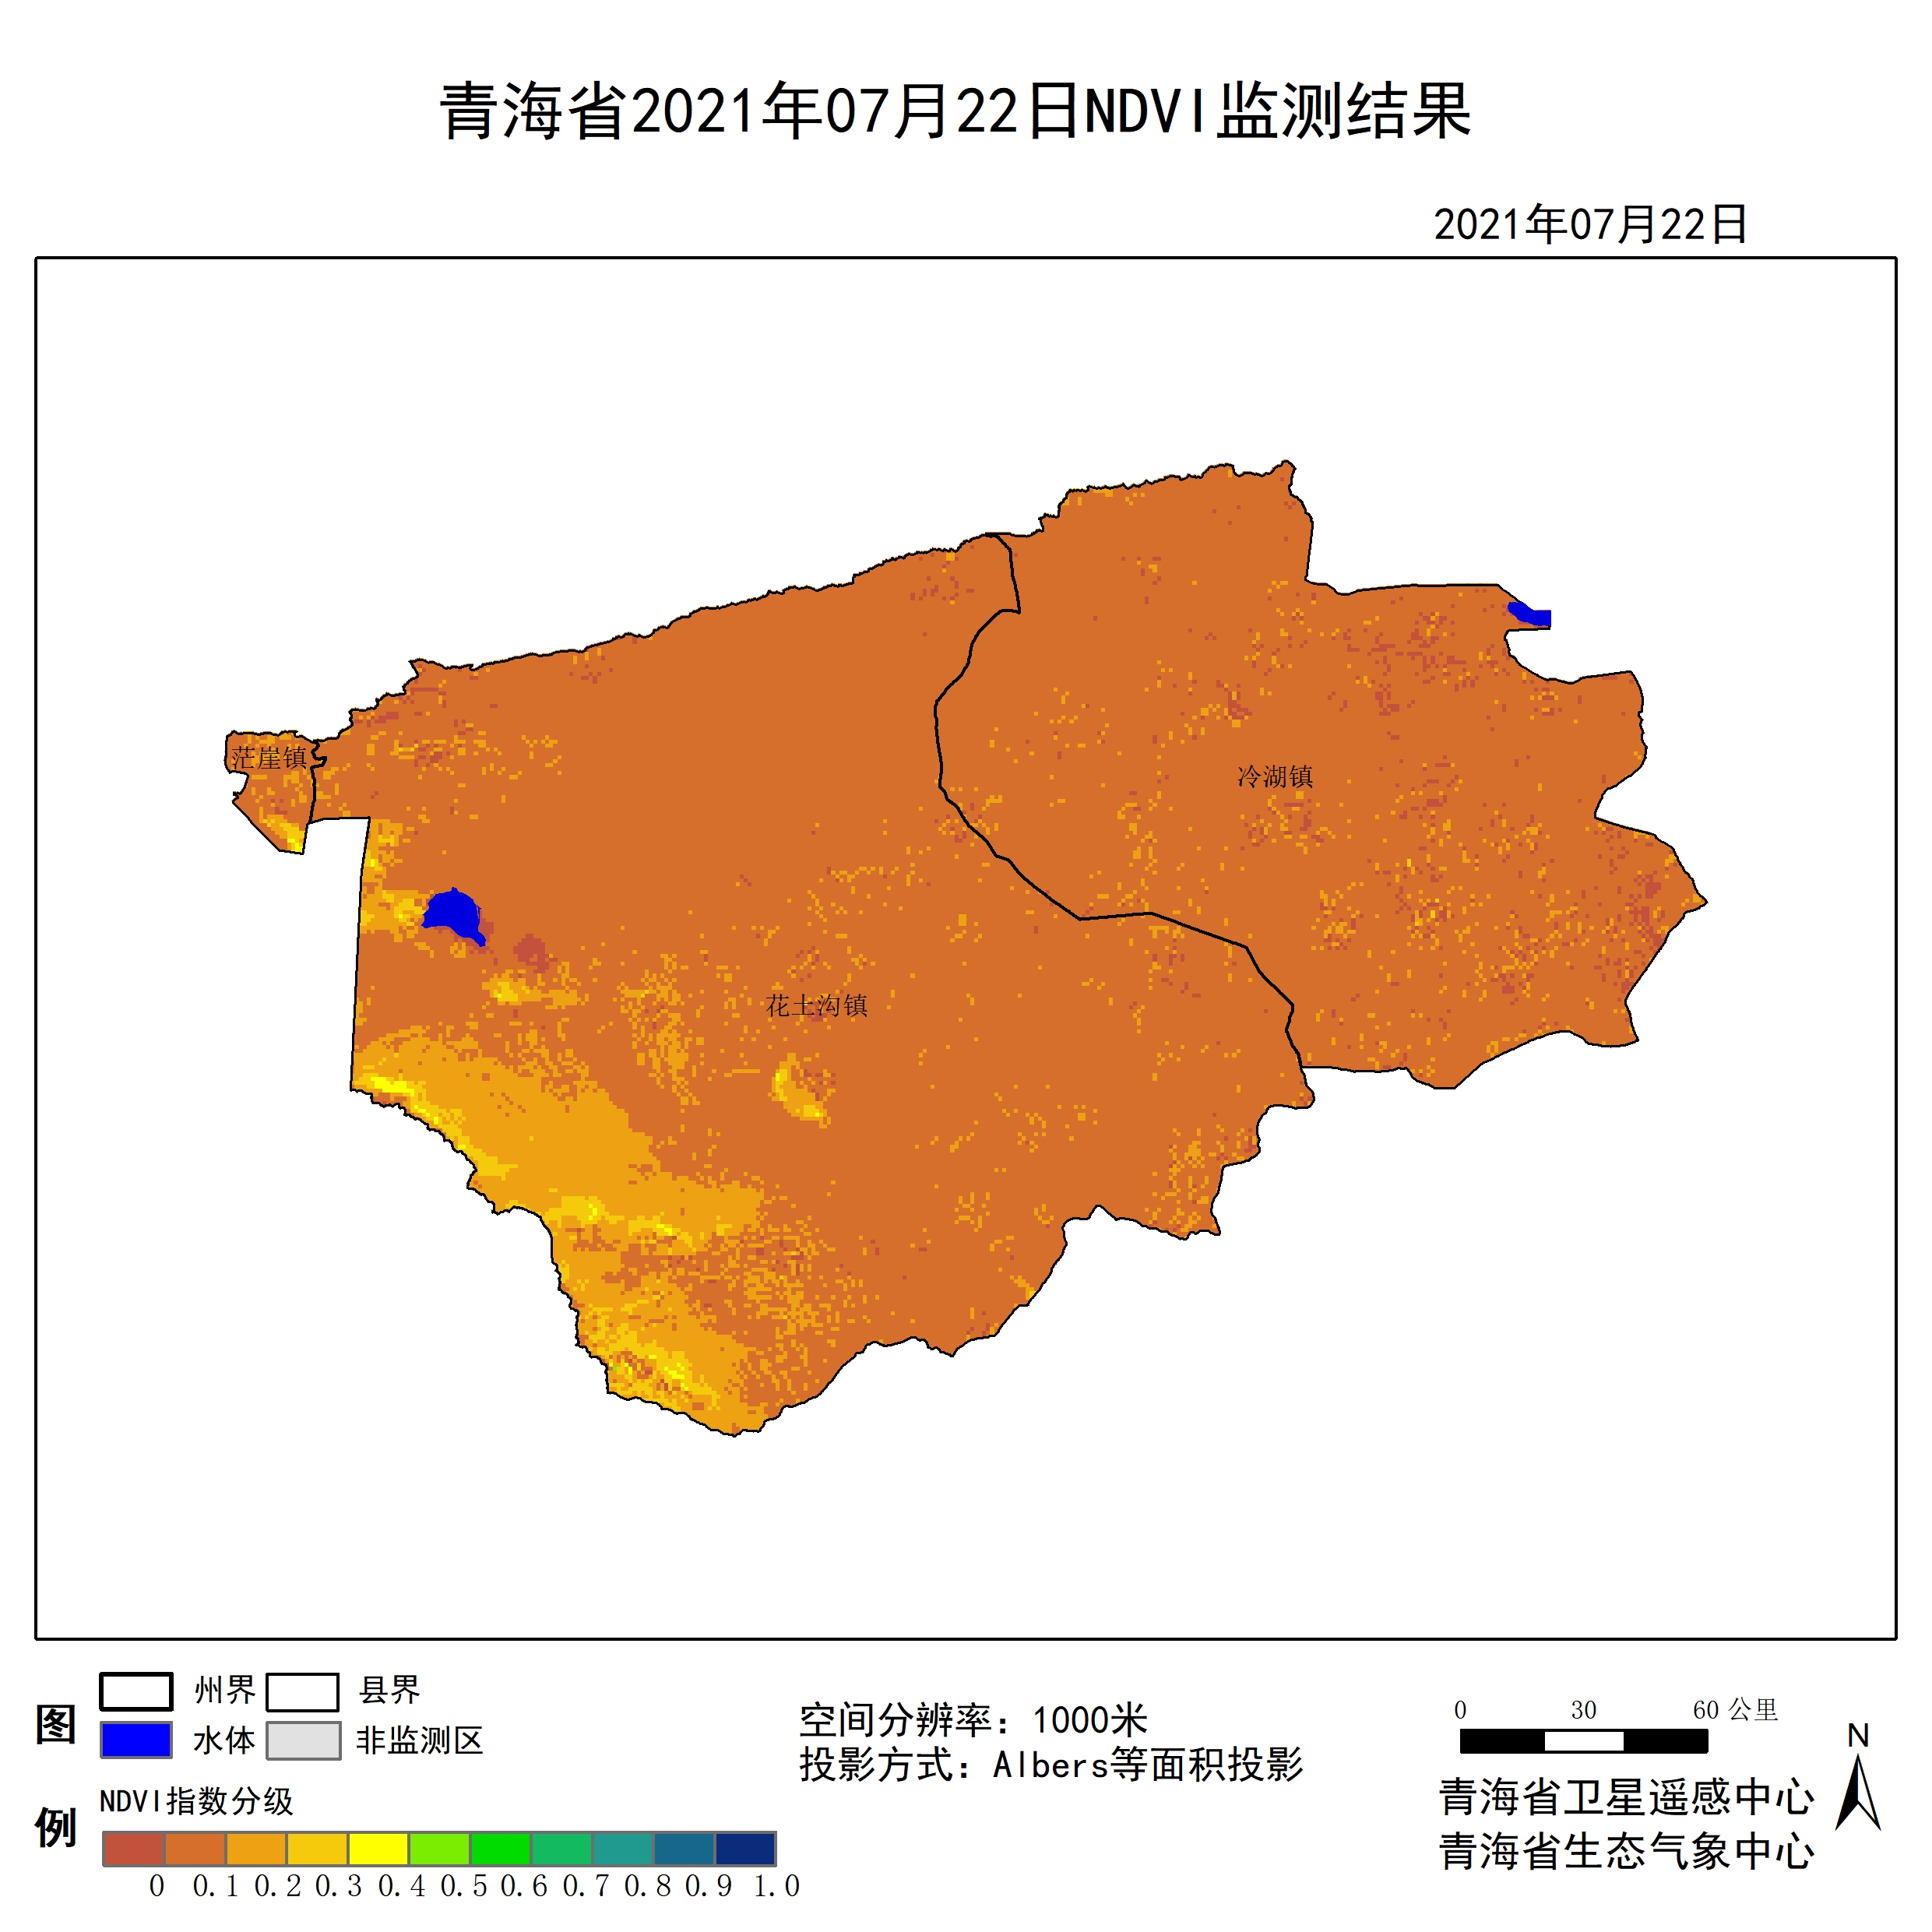 青海省2021年07月22日NDVI监测结果
2021年07月22日
茫崖镇
冷湖镇
花土沟镇
图例
州界 县界
水体 非监测区
NDVI指数分级
0 0.1 0.2 0.3 0.4 0.5 0.6 0.7 0.8 0.9 1.0
空间分辨率：1000米
投影方式：Albers等面积投影
0 30 60 公里
N
青海省卫星遥感中心
青海省生态气象中心